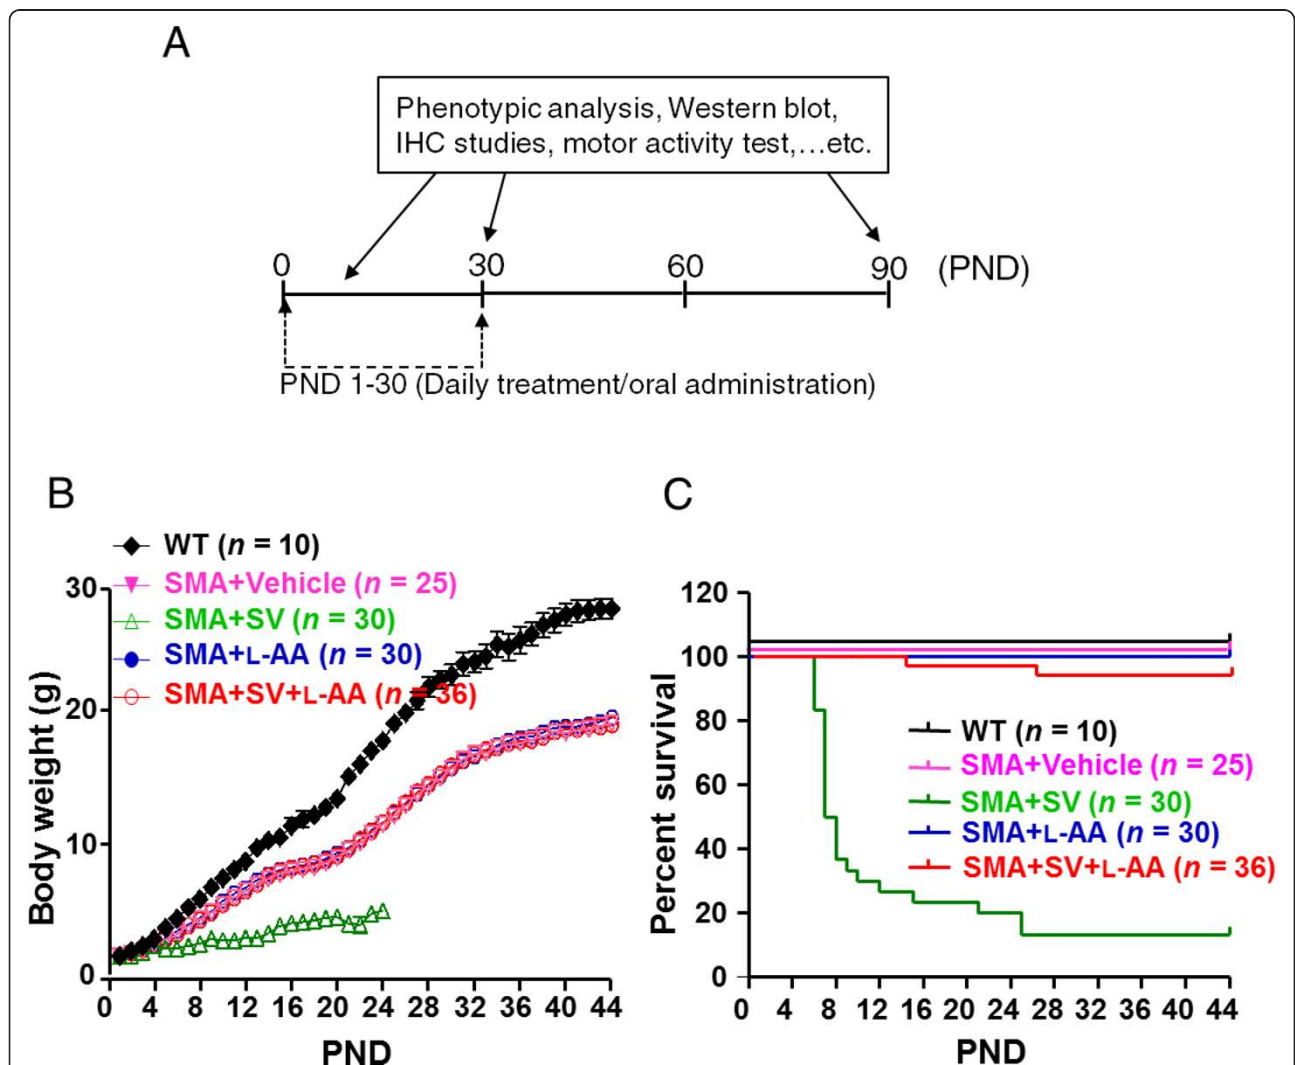 A
Phenotypic analysis, Western blot,
IHC studies, motor activity test,…etc.
0 30 60 90 (PND)
PND 1-30 (Daily treatment/oral administration)
B
WT (n = 10)
SMA+Vehicle (n = 25)
SMA+SV (n = 30)
SMA+L-AA (n = 30)
SMA+SV+L-AA (n = 36)
Body weight (g)
30
20
10
0
0 4 8 12 16 20 24 28 32 36 40 44
PND
C
Percent survival
120
100
80
60
40
20
0
WT (n = 10)
SMA+Vehicle (n = 25)
SMA+SV (n = 30)
SMA+L-AA (n = 30)
SMA+SV+L-AA (n = 36)
0 4 8 12 16 20 24 28 32 36 40 44
PND